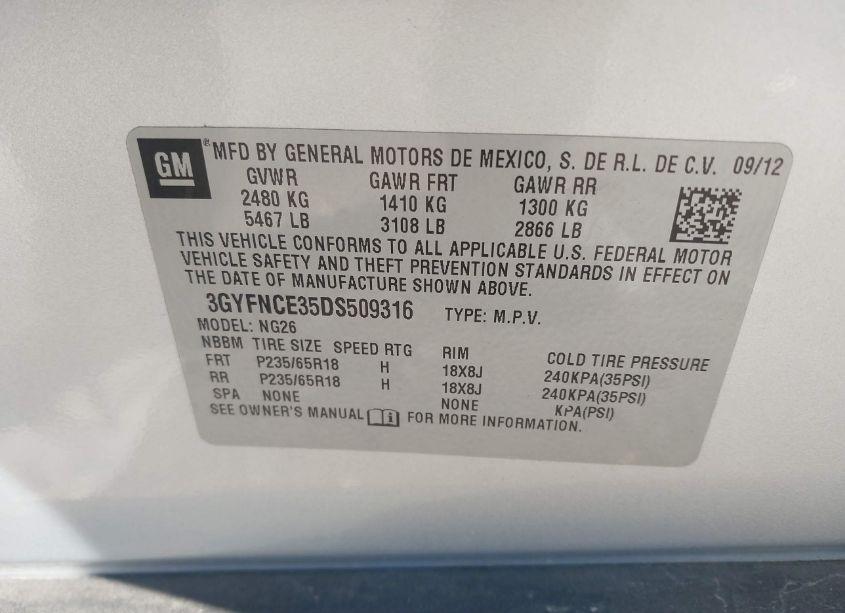 GM ® MFD BY GENERAL MOTORS DE MEXICO, S. DE R.L. DE C.V. 09/12
GVWR GAWR FRT GAWR RR
2480 KG 1410 KG 1300 KG
5467 LB 3108 LB 2866 LB
THIS VEHICLE CONFORMS TO ALL APPLICABLE U.S. FEDERAL MOTOR
VEHICLE SAFETY AND THEFT PREVENTION STANDARDS IN EFFECT ON
THE DATE OF MANUFACTURE SHOWN ABOVE.
3GYFNCE35DS509316 TYPE: M.P.V.
MODEL: NG26
NBBM TIRE SIZE SPEED RTG RIM COLD TIRE PRESSURE
FRT P235/65R18 H 18X8J 240KPA(35PSI)
RR P235/65R18 H 18X8J 240KPA(35PSI)
SPA NONE NONE KPA(PSI)
SEE OWNER'S MANUAL i FOR MORE INFORMATION.